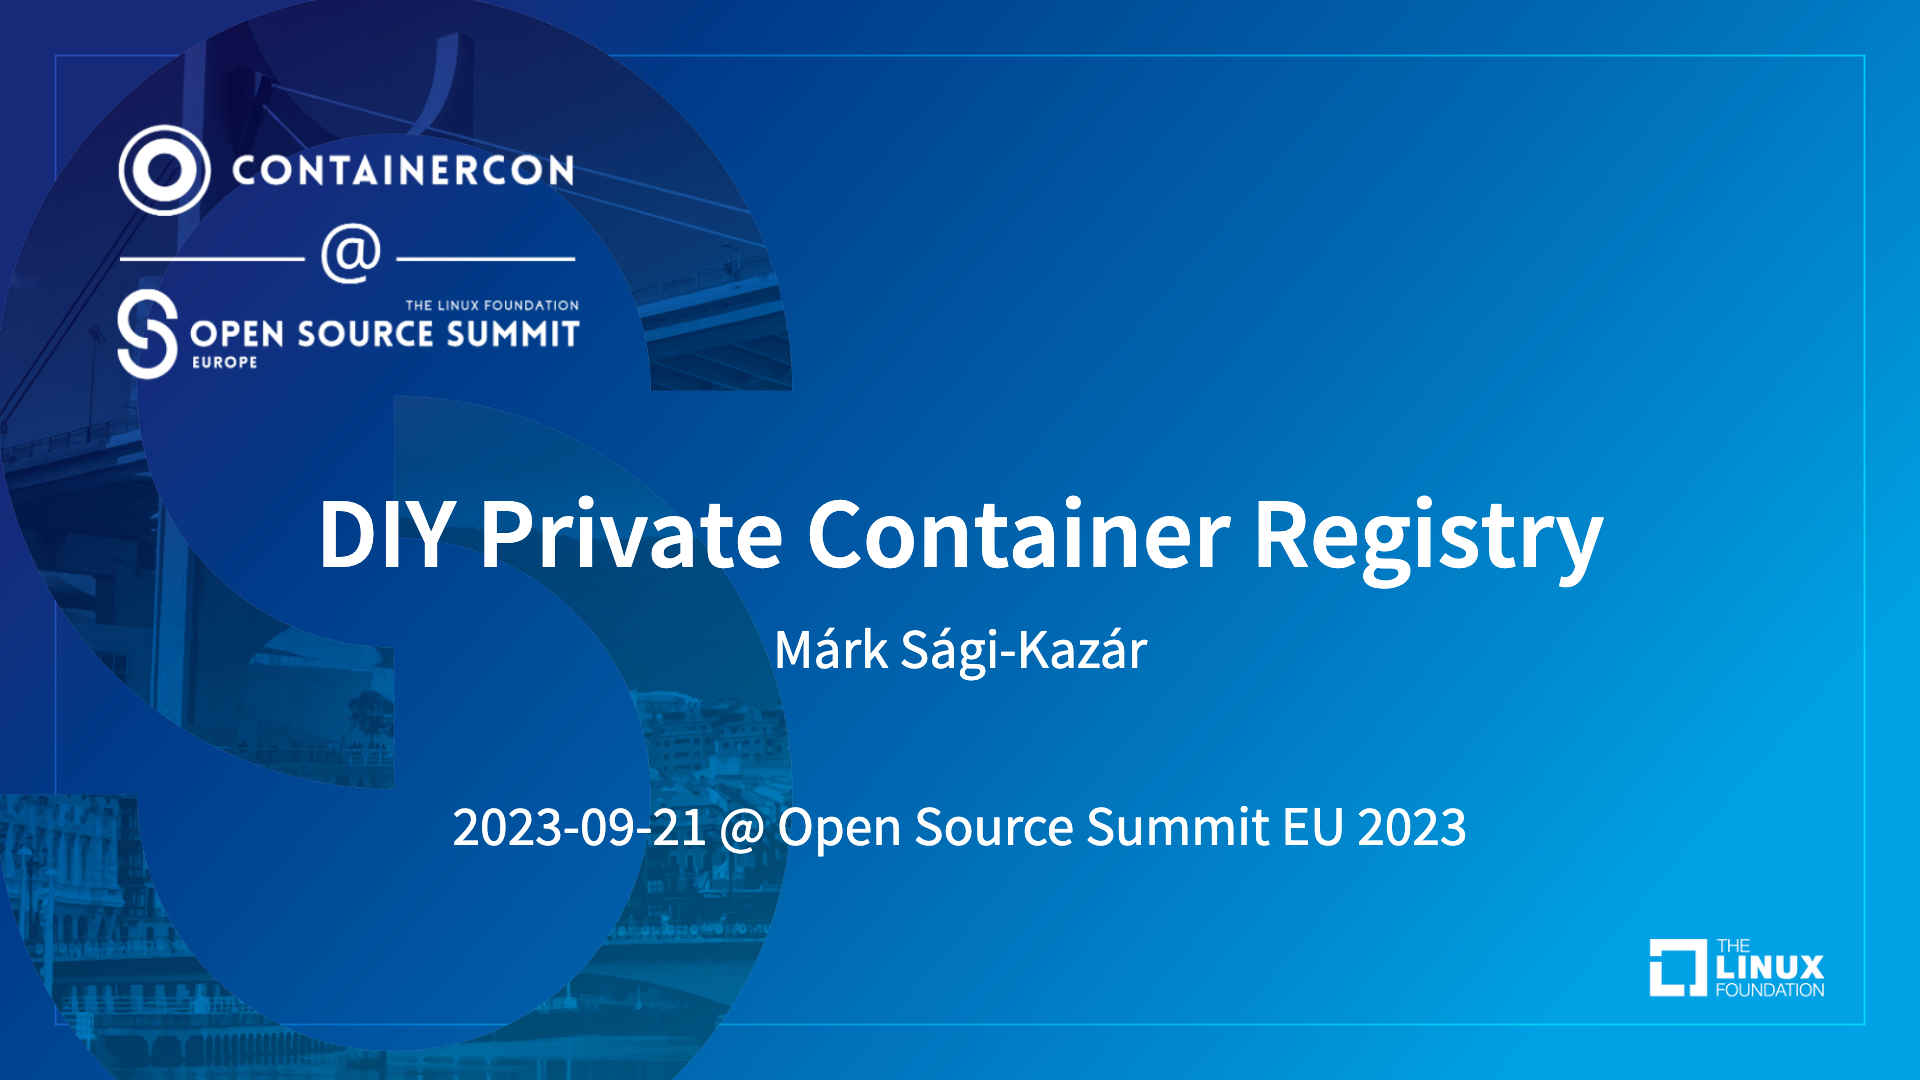 CONTAINERCON
@
THE LINUX FOUNDATION
OPEN SOURCE SUMMIT
EUROPE
DIY Private Container Registry
Márk Sági-Kazár
2023-09-21 @ Open Source Summit EU 2023
THE
LINUX
FOUNDATION